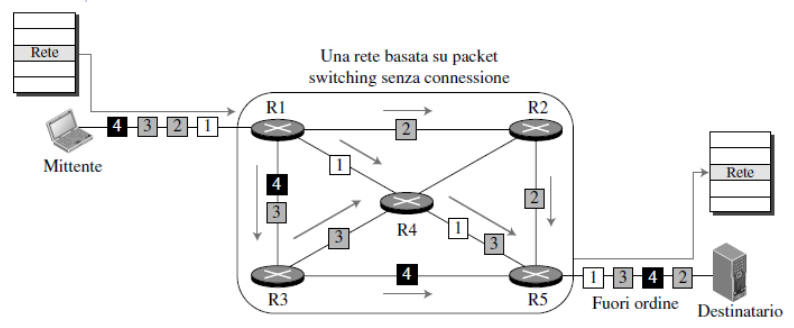 Rete
Una rete basata su packet
switching senza connessione
R1
R2
4 3 2 1
2
Mittente
1
4
3
2
Rete
R4
3
1
3
4
R3
R5
1 3 4 2
Fuori ordine
Destinatario